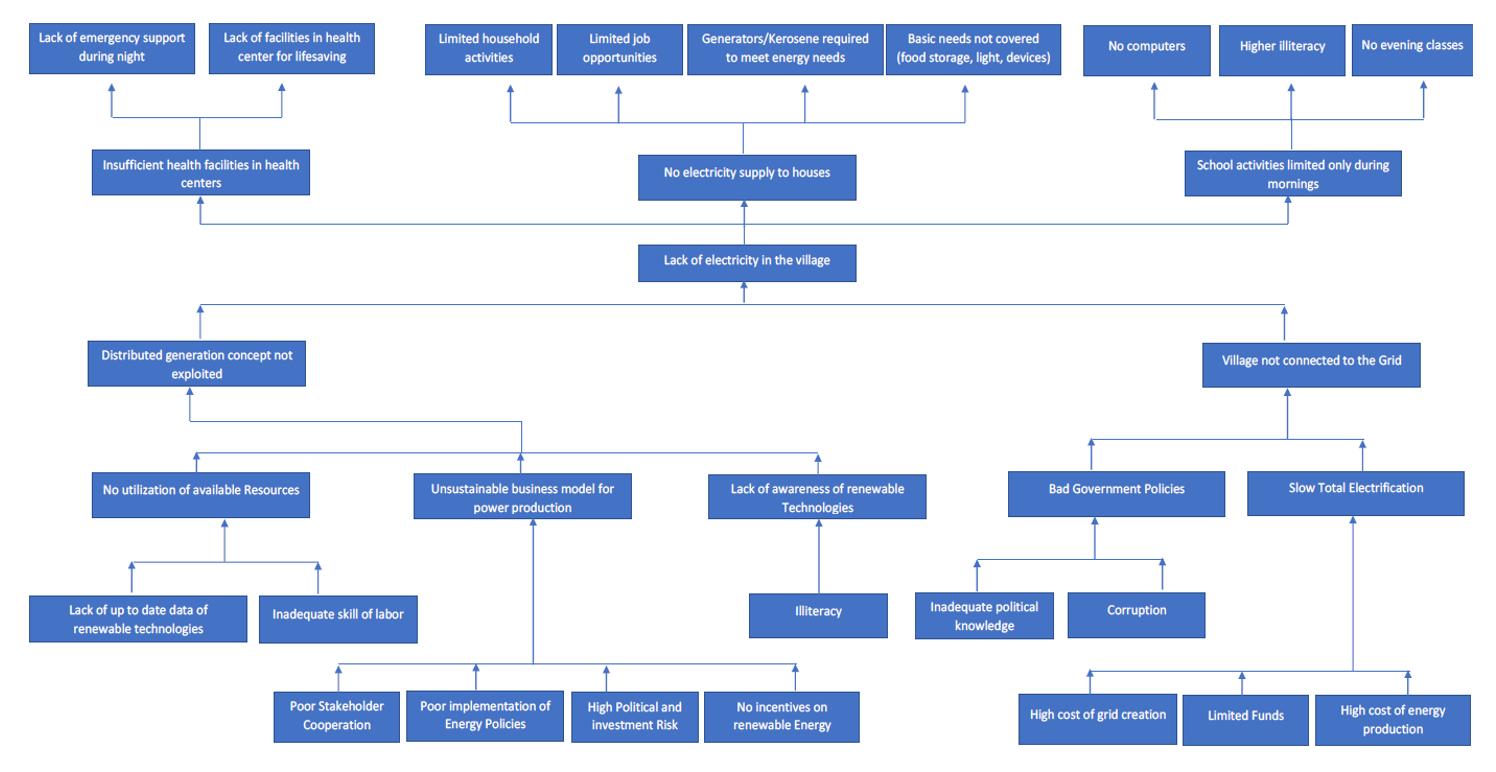 Lack of emergency support
during night
Lack of facilities in health
center for lifesaving
Limited household
activities
Limited job
opportunities
Generators/Kerosene required
to meet energy needs
Basic needs not covered
(food storage, light, devices)
No computers
Higher illiteracy
No evening classes
Insufficient health facilities in health
centers
No electricity supply to houses
School activities limited only during
mornings
Lack of electricity in the village
Distributed generation concept not
exploited
Village not connected to the Grid
No utilization of available Resources
Unsustainable business model for
power production
Lack of awareness of renewable
Technologies
Bad Government Policies
Slow Total Electrification
Lack of up to date data of
renewable technologies
Inadequate skill of labor
Illiteracy
Inadequate political
knowledge
Corruption
Poor Stakeholder
Cooperation
Poor implementation of
Energy Policies
High Political and
investment Risk
No incentives on
renewable Energy
High cost of grid creation
Limited Funds
High cost of energy
production